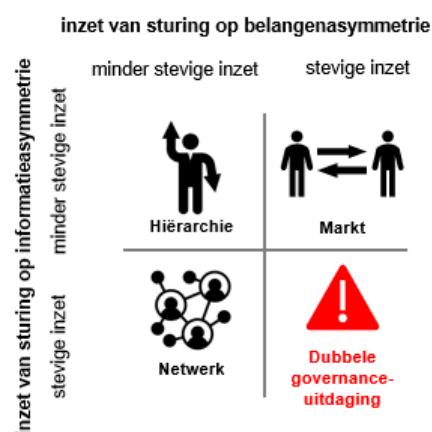 inzet van sturing op belangenasymmetrie
minder stevige inzet
stevige inzet
inzet van sturing op informatieasymmetrie
minder stevige inzet
stevige inzet
Hiërarchie
Markt
Netwerk
Dubbele
governance-
uitdaging